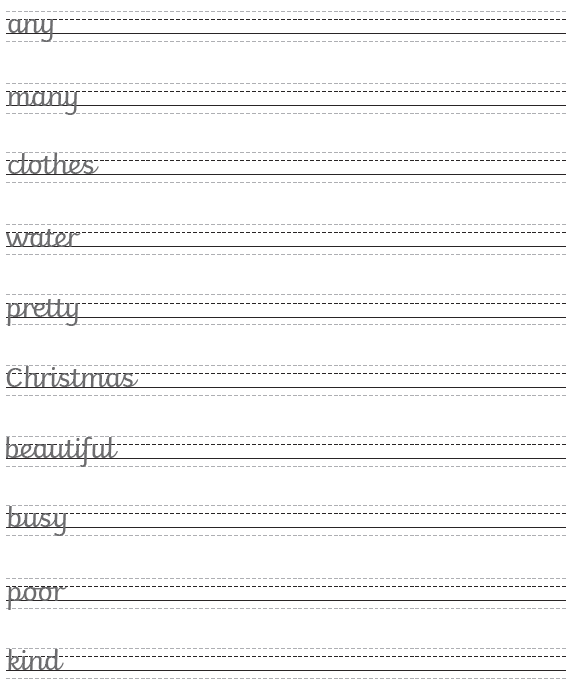 any
many
clothes
water
pretty
Christmas
beautiful
busy
poor
kind